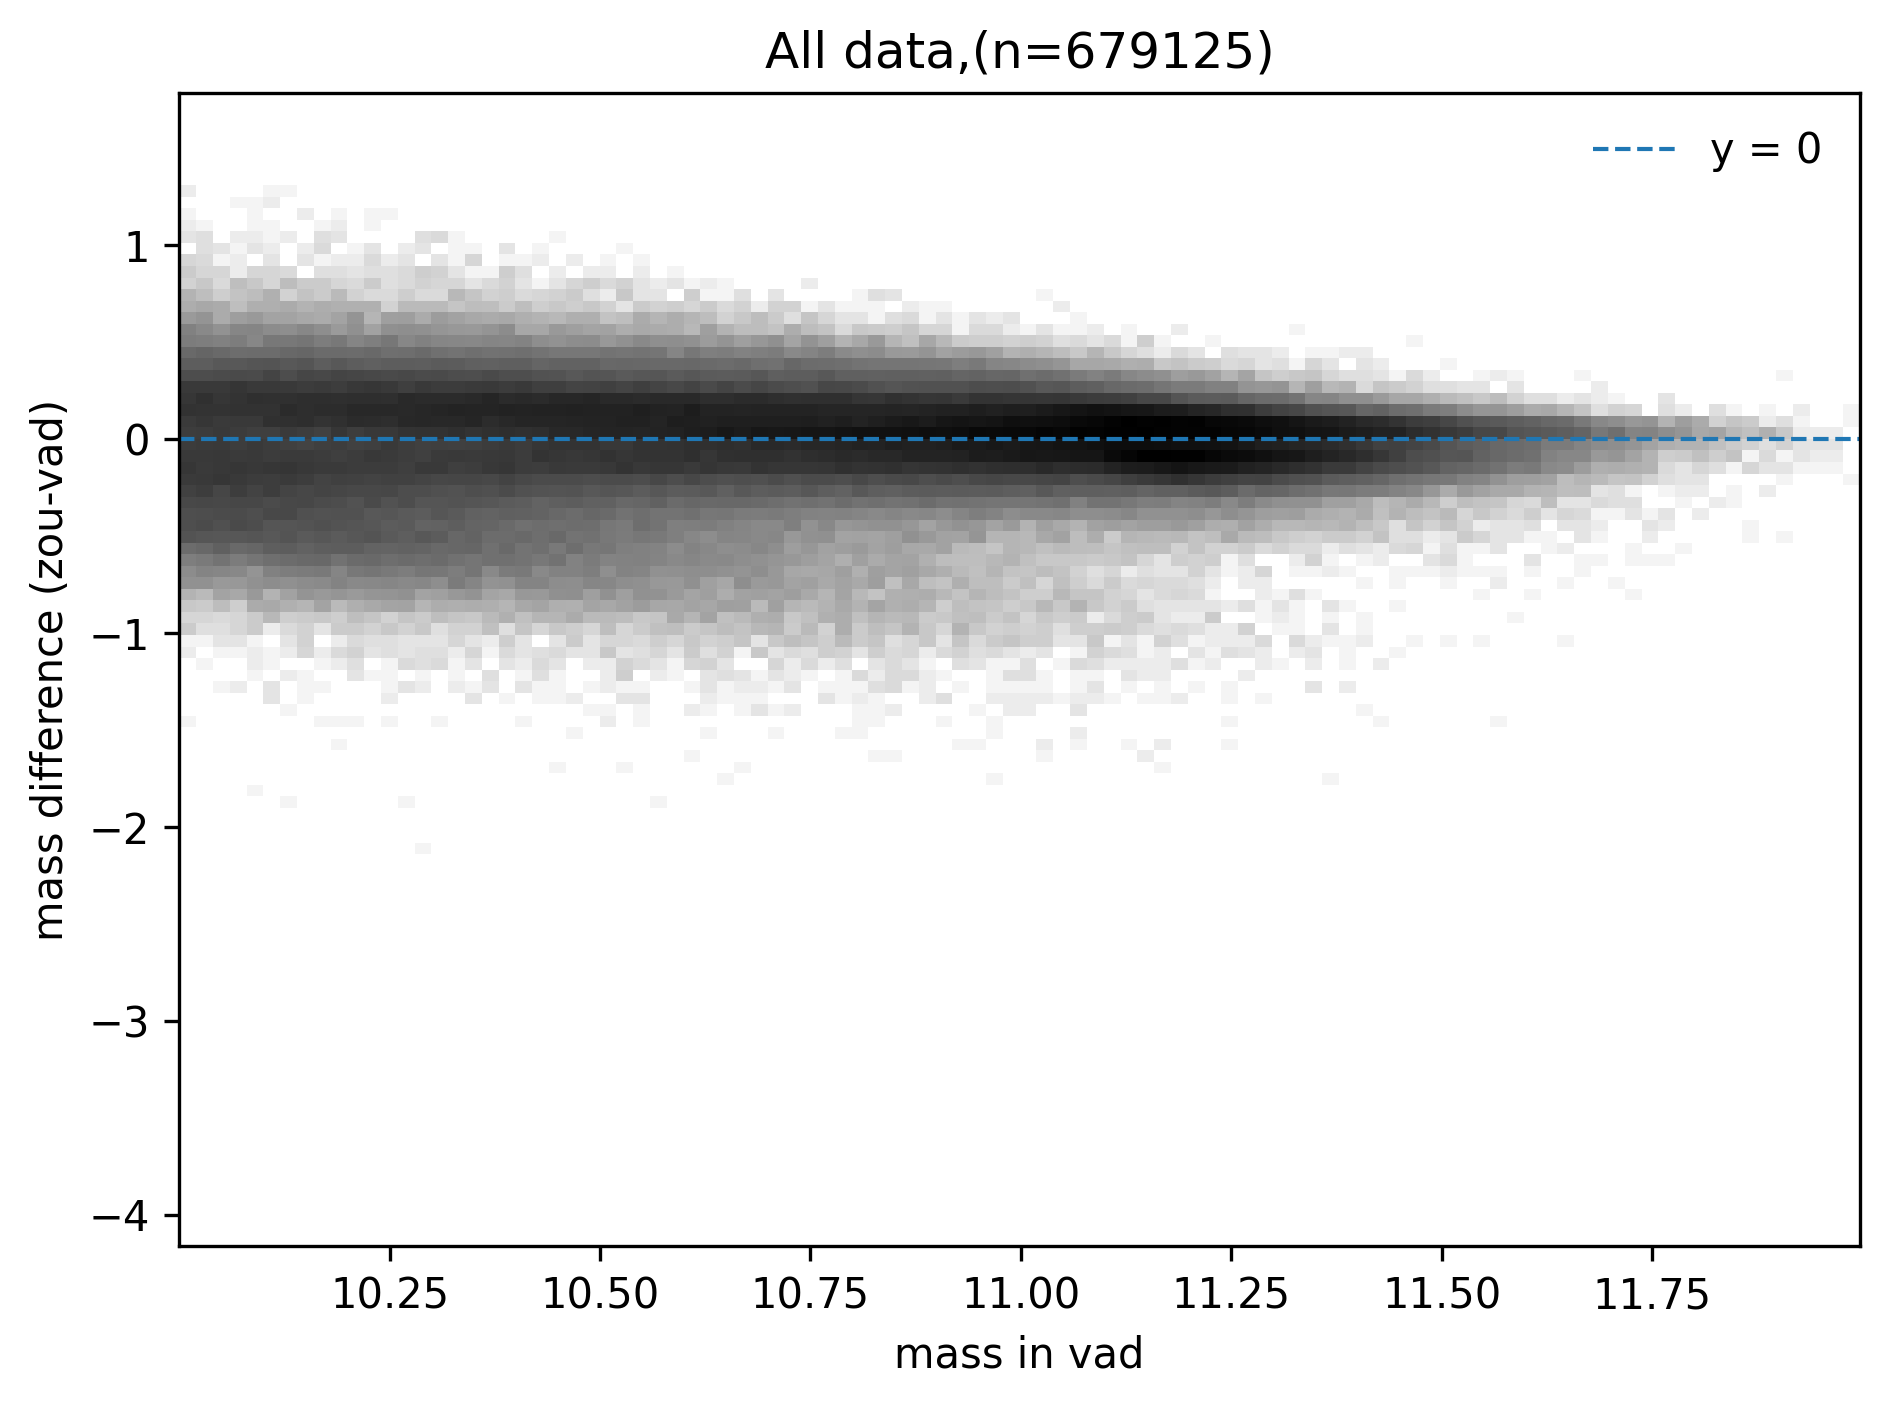 All data,(n=679125)
y = 0
1
0
−1
−2
−3
−4
mass difference (zou-vad)
10.25 10.50 10.75 11.00 11.25 11.50 11.75
mass in vad